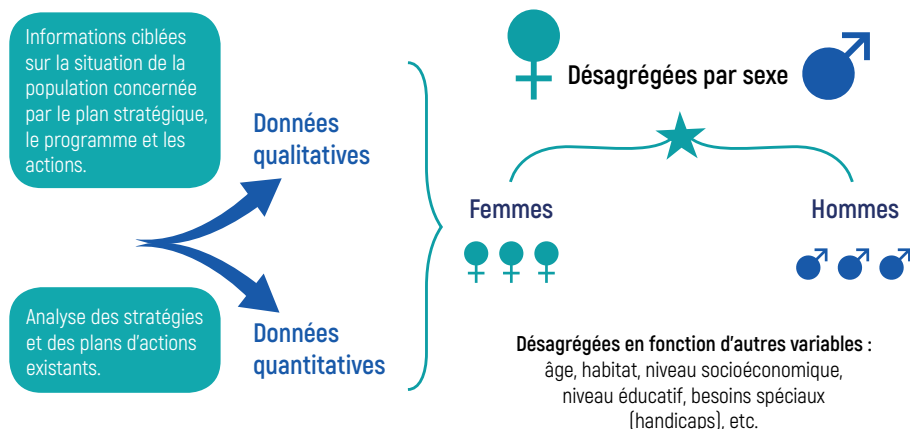 Informations ciblées
sur la situation de la
population concernée
par le plan stratégique,
le programme et les
actions.
Données
qualitatives
Analyse des stratégies
et des plans d'actions
existants.
Données
quantitatives
Désagrégées par sexe
Femmes
Hommes
Désagrégées en fonction d'autres variables :
âge, habitat, niveau socioéconomique,
niveau éducatif, besoins spéciaux
(handicaps), etc.